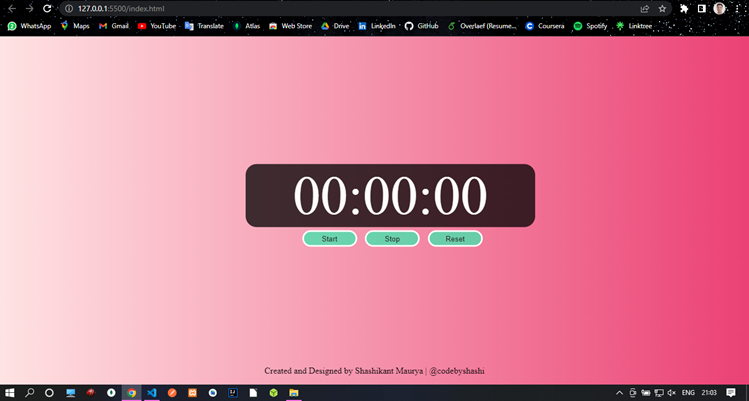 127.0.0.1:5500/index.html
WhatsApp Maps Gmail YouTube Translate Atlas Web Store Drive LinkedIn GitHub Overlaef (Resume... Coursera Spotify Linktree
00:00:00
Start Stop Reset
Created and Designed by Shashikant Maurya | @codebyshashi
ENG 21:03